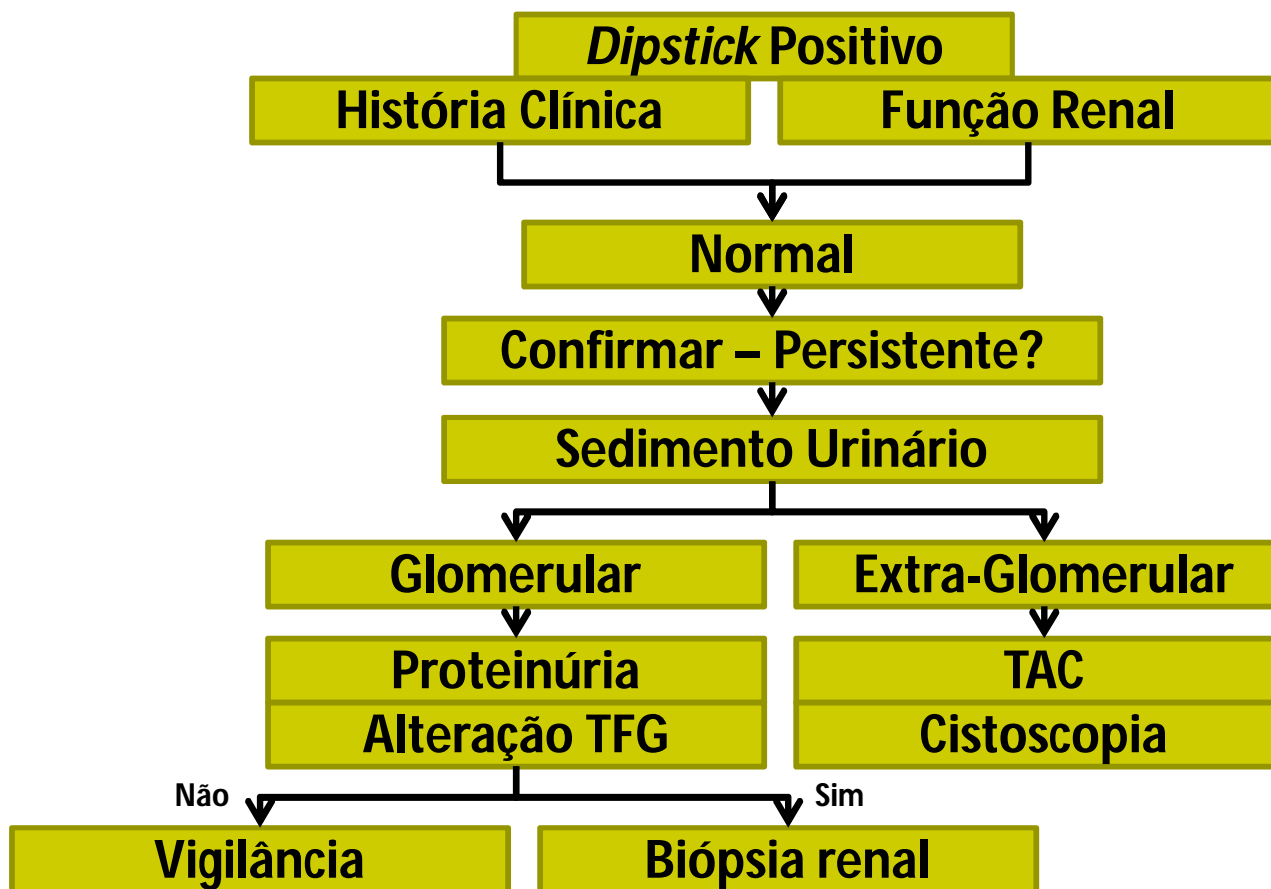 Dipstick Positivo
História Clínica
Função Renal
Normal
Confirmar – Persistente?
Sedimento Urinário
Glomerular
Extra-Glomerular
Proteinúria
TAC
Alteração TFG
Cistoscopia
Não
Sim
Vigilância
Biópsia renal